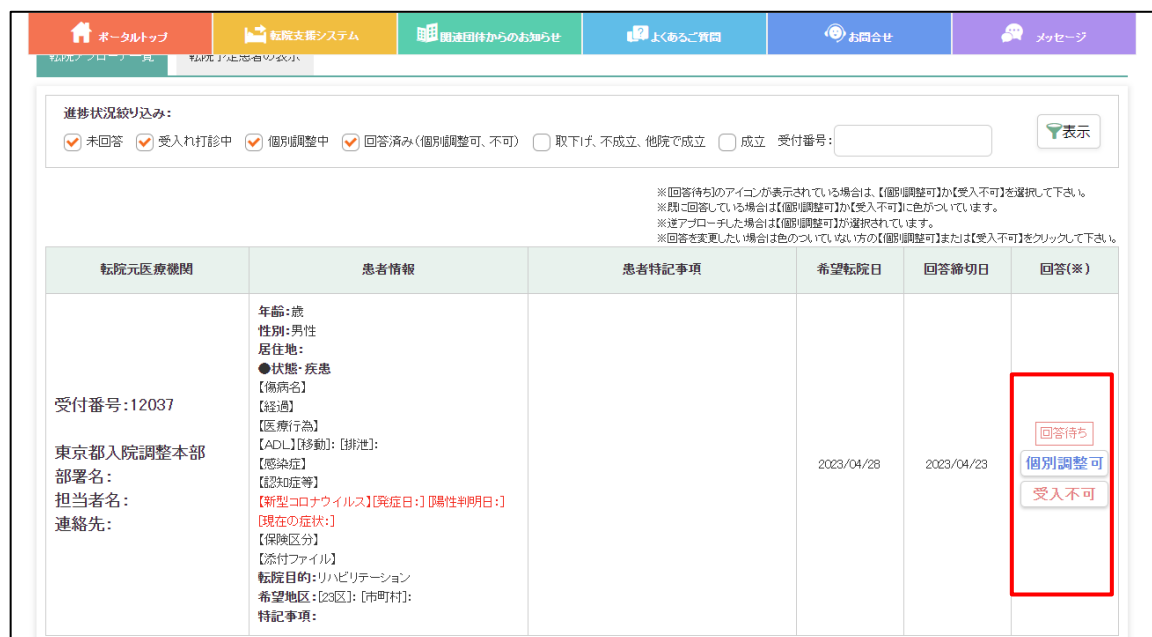 ポータルトップ
転院支援システム
関連団体からのお知らせ
よくあるご質問
お問合せ
メッセージ
転院アプローチ一覧
転院予定患者の表示
進捗状況絞り込み:
未回答 受入れ打診中 個別調整中 回答済み(個別調整可、不可) 取下げ、不成立、他院で成立 成立 受付番号:
表示
※[回答待ち]のアイコンが表示されている場合は、【個別調整可】か【受入不可】を選択して下さい。
※既に回答している場合は【個別調整可】か【受入不可】に色がついています。
※逆アプローチした場合は【個別調整可】が選択されています。
※回答を変更したい場合は色のついていない方の【個別調整可】または【受入不可】をクリックして下さい。
転院元医療機関
患者情報
患者特記事項
希望転院日
回答締切日
回答(※)
受付番号:12037
東京都入院調整本部
部署名:
担当者名:
連絡先:
年齢:歳
性別:男性
居住地:
●状態・疾患
【傷病名】
【経過】
【医療行為】
【ADL】[移動]: [排泄]:
【感染症】
【認知症等】
【新型コロナウイルス】[発症日:] [陽性判明日:]
[現在の症状:]
【保険区分】
【添付ファイル】
転院目的:リハビリテーション
希望地区:[23区]: [市町村]:
特記事項:
2023/04/28
2023/04/23
回答待ち
個別調整可
受入不可